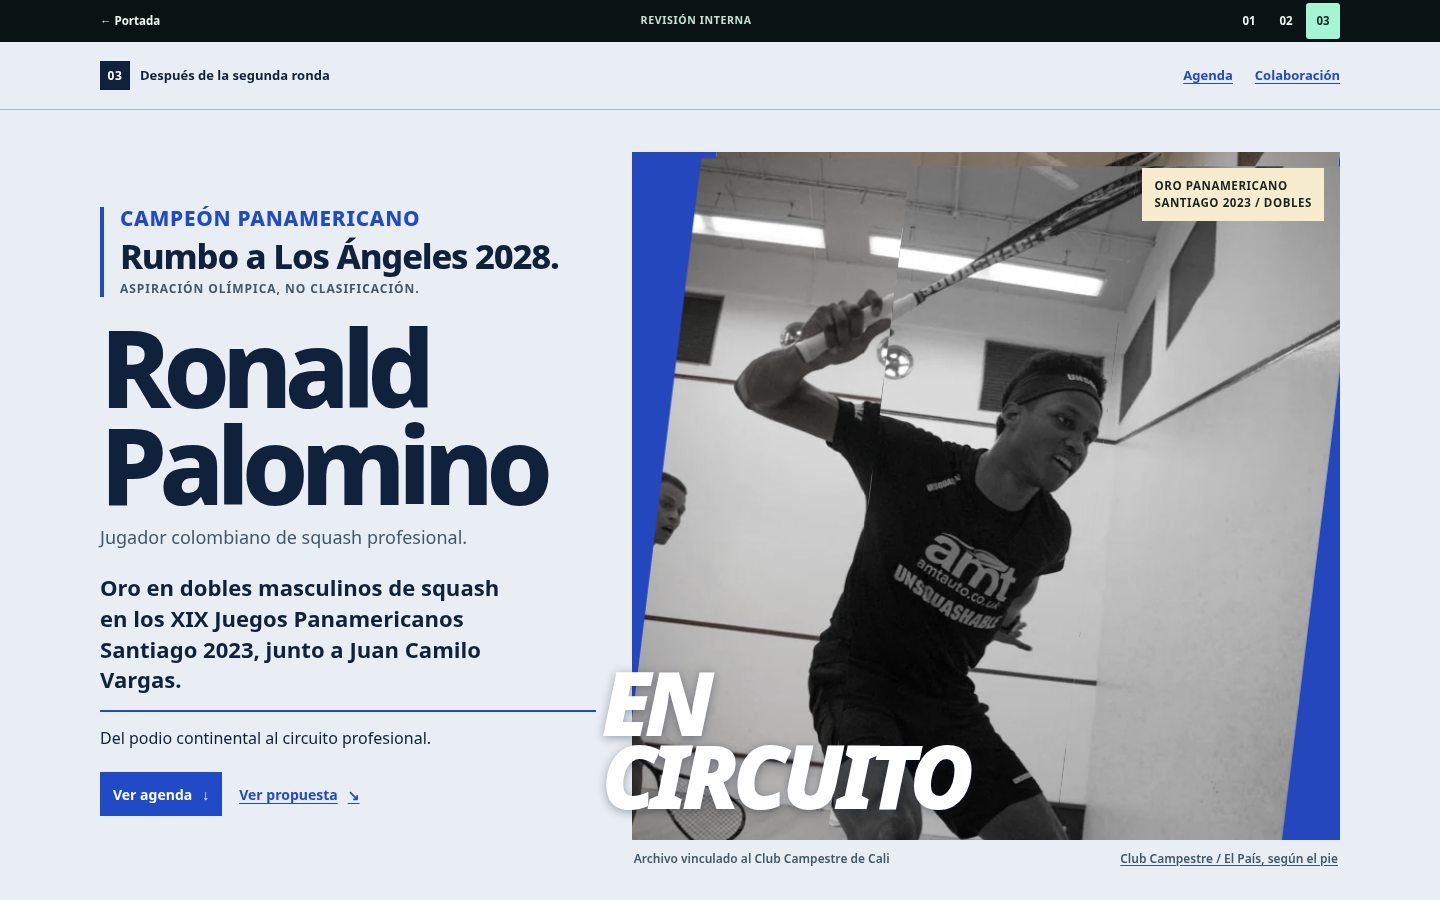 ← Portada
REVISIÓN INTERNA
01 02 03
03 Después de la segunda ronda
Agenda Colaboración
CAMPEÓN PANAMERICANO
Rumbo a Los Ángeles 2028.
ASPIRACIÓN OLÍMPICA, NO CLASIFICACIÓN.
Ronald
Palomino
Jugador colombiano de squash profesional.
Oro en dobles masculinos de squash
en los XIX Juegos Panamericanos
Santiago 2023, junto a Juan Camilo
Vargas.
Del podio continental al circuito profesional.
Ver agenda ↓
Ver propuesta ↘
ORO PANAMERICANO
SANTIAGO 2023 / DOBLES
amt
amtauto.co.uk
UNSQUASHABLE
EN
CIRCUITO
Archivo vinculado al Club Campestre de Cali
Club Campestre / El País, según el pie